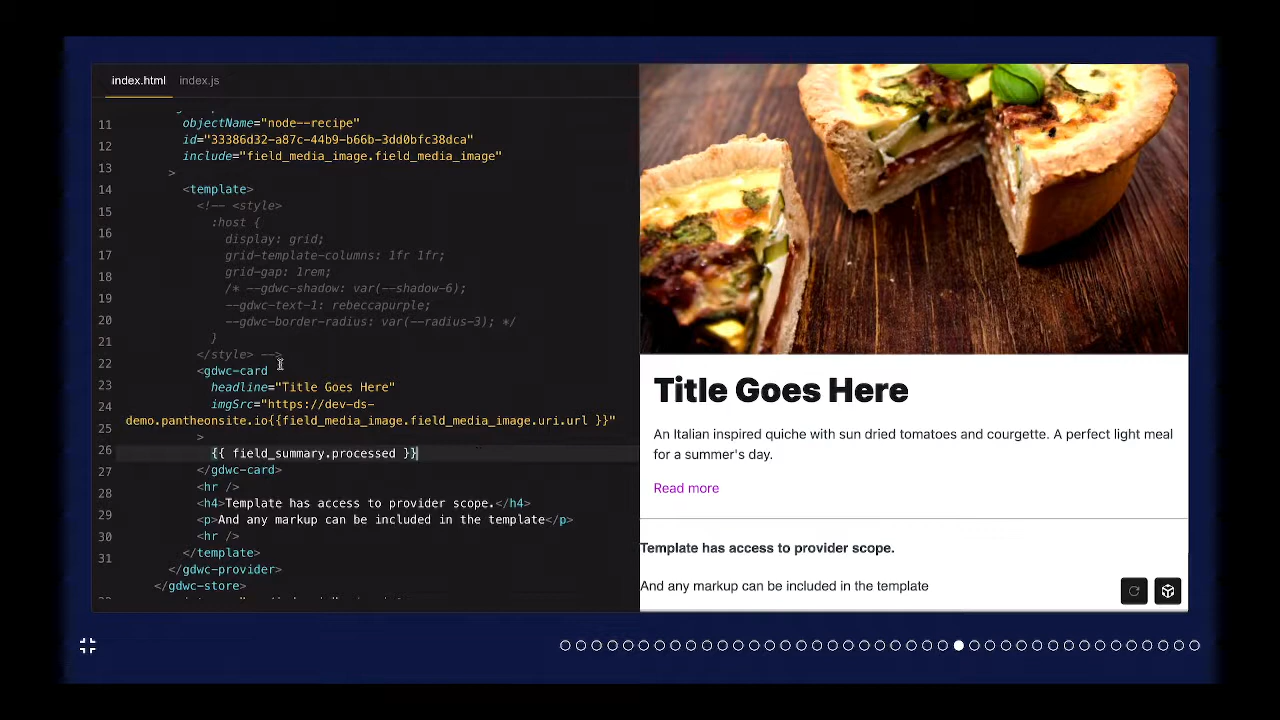 index.html index.js
11 objectName="node--recipe"
12 id="33386d32-a87c-44b9-b66b-3dd0bfc38dca"
include="field_media_image.field_media_image"
13 >
14 <template>
15 <!-- <style>
16 :host {
17 display: grid;
grid-template-columns: 1fr 1fr;
18 grid-gap: 1rem;
19 /* --gdwc-shadow: var(--shadow-6);
--gdwc-text-1: rebeccapurple;
20 --gdwc-border-radius: var(--radius-3); */
21 }
22 </style> -->
<gdwc-card
23 headline="Title Goes Here"
24 imgSrc="https://dev-ds-
demo.pantheonsite.io{{field_media_image.field_media_image.uri.url }}"
25 >
26 {{ field_summary.processed }}
27 </gdwc-card>
28 <hr />
<h4>Template has access to provider scope.</h4>
29 <p>And any markup can be included in the template</p>
30 <hr />
31 </template>
</gdwc-provider>
</gdwc-store>
Title Goes Here
An Italian inspired quiche with sun dried tomatoes and courgette. A perfect light meal
for a summer's day.
Read more
Template has access to provider scope.
And any markup can be included in the template